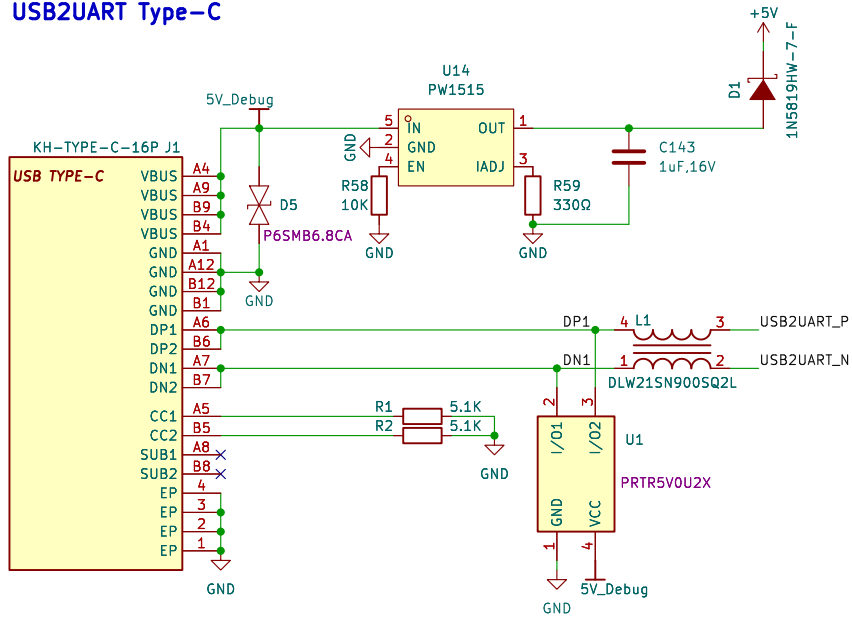 USB2UART Type-C
+5V
D1
1N5819HW-7-F
U14
PW1515
5V_Debug
5 IN OUT 1
GND 2 GND
4 EN IADJ 3
C143
1uF,16V
R58
10K
R59
330Ω
GND
GND
KH-TYPE-C-16P J1
USB TYPE-C
VBUS A4
VBUS A9
VBUS B9
VBUS B4
GND A1
GND A12
GND B12
GND B1
DP1 A6
DP2 B6
DN1 A7
DN2 B7
CC1 A5
CC2 B5
SUB1 A8
SUB2 B8
EP 4
EP 3
EP 2
EP 1
GND
D5
P6SMB6.8CA
GND
DP1 4 L1 3 USB2UART_P
DN1 1 2 USB2UART_N
DLW21SN900SQ2L
R1 5.1K
R2 5.1K
GND
2 3
I/O1 I/O2
U1
PRTR5V0U2X
GND VCC
1 4
GND
5V_Debug